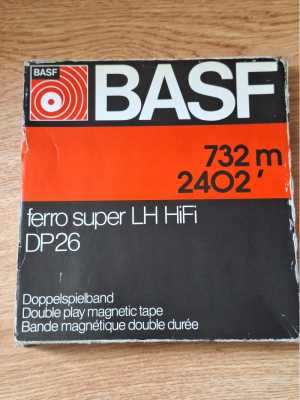 BASF
BASF
732 m
2402'
ferro super LH HiFi
DP26
Doppelspielband
Double play magnetic tape
Bande magnétique double durée